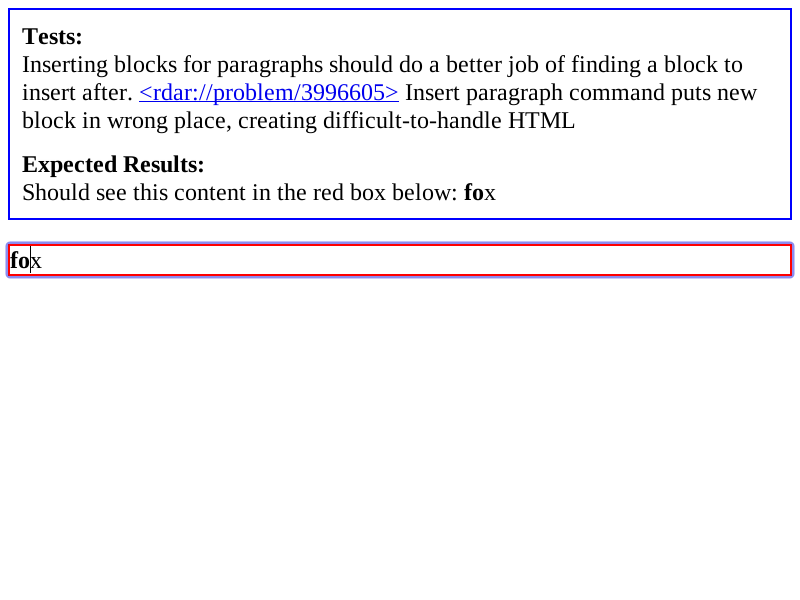 Tests:
Inserting blocks for paragraphs should do a better job of finding a block to
insert after. <rdar://problem/3996605> Insert paragraph command puts new
block in wrong place, creating difficult-to-handle HTML
Expected Results:
Should see this content in the red box below: fox
fox